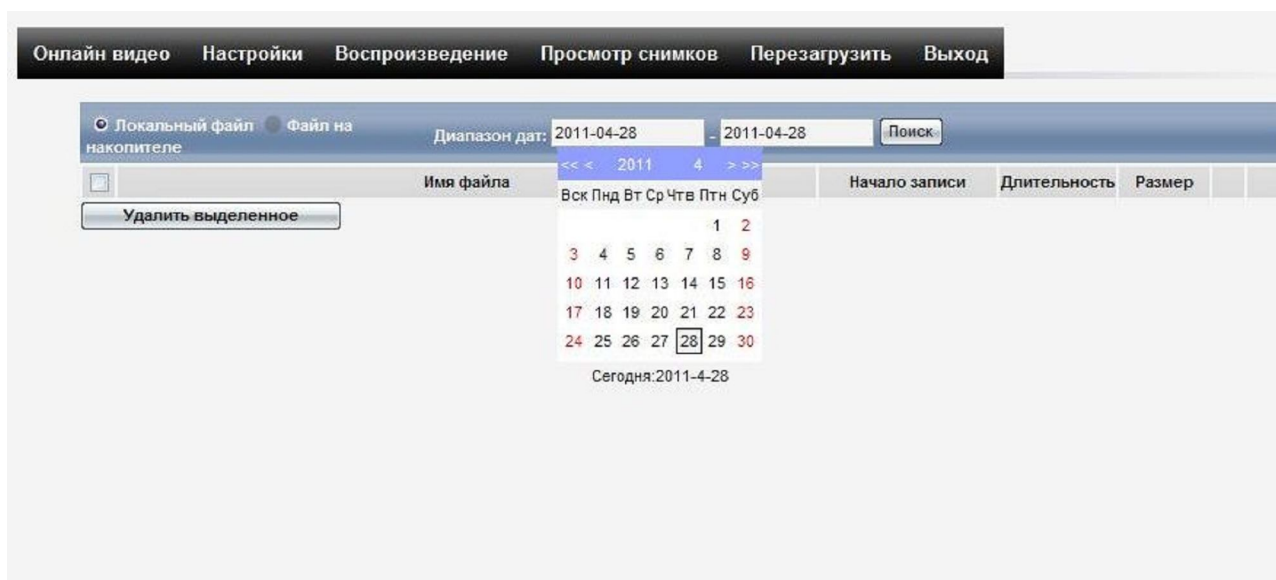 Онлайн видео Настройки Воспроизведение Просмотр снимков Перезагрузить Выход
Локальный файл Файл на
накопителе
Диапазон дат: 2011-04-28 - 2011-04-28 Поиск
<< < 2011 4 > >>
Имя файла Начало записи Длительность Размер
Вск Пнд Вт Ср Чтв Птн Суб
Удалить выделенное
1 2
3 4 5 6 7 8 9
10 11 12 13 14 15 16
17 18 19 20 21 22 23
24 25 26 27 28 29 30
Сегодня:2011-4-28